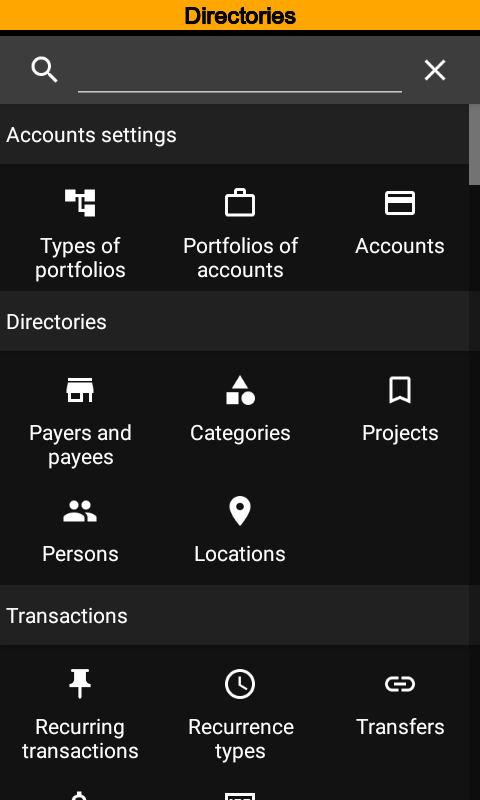 Directories
Accounts settings
Types of
portfolios
Portfolios of
accounts
Accounts
Directories
Payers and
payees
Categories
Projects
Persons
Locations
Transactions
Recurring
transactions
Recurrence
types
Transfers